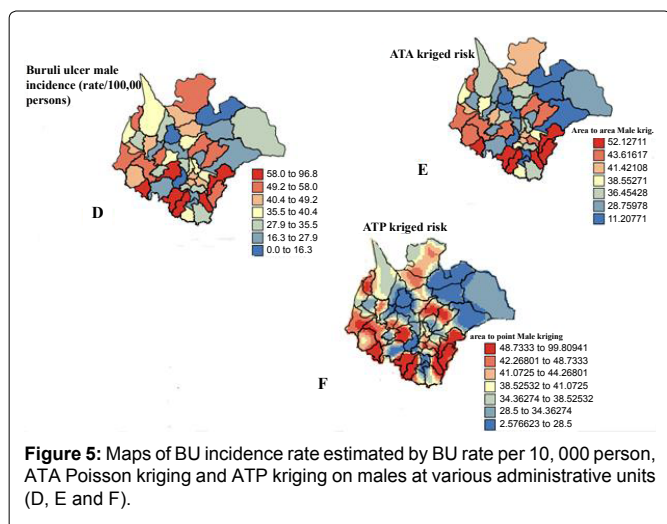 Buruli ulcer male
incidence (rate/100,00
persons)
D
58.0 to 96.8
49.2 to 58.0
40.4 to 49.2
35.5 to 40.4
27.9 to 35.5
16.3 to 27.9
0.0 to 16.3
ATA kriged risk
E
Area to area Male krig.
52.12711
43.61617
41.42108
38.55271
36.45428
28.75978
11.20771
ATP kriged risk
F
area to point Male kriging
48.7333 to 99.80941
42.26801 to 48.7333
41.0725 to 44.26801
38.52532 to 41.0725
34.36274 to 38.52532
28.5 to 34.36274
2.576623 to 28.5
Figure 5: Maps of BU incidence rate estimated by BU rate per 10, 000 person,
ATA Poisson kriging and ATP kriging on males at various administrative units
(D, E and F).